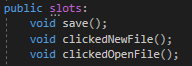 public slots:
    void save();
    void clickedNewFile();
    void clickedOpenFile();